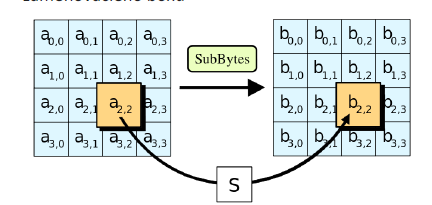 a0,0 a0,1 a0,2 a0,3 b0,0 b0,1 b0,2 b0,3
SubBytes
a1,0 a1,1 a1,2 a1,3 b1,0 b1,1 b1,2 b1,3
a2,0 a2,1 a2,2 a2,3 b2,0 b2,1 b2,2 b2,3
a3,0 a3,1 a3,2 a3,3 b3,0 b3,1 b3,2 b3,3
S